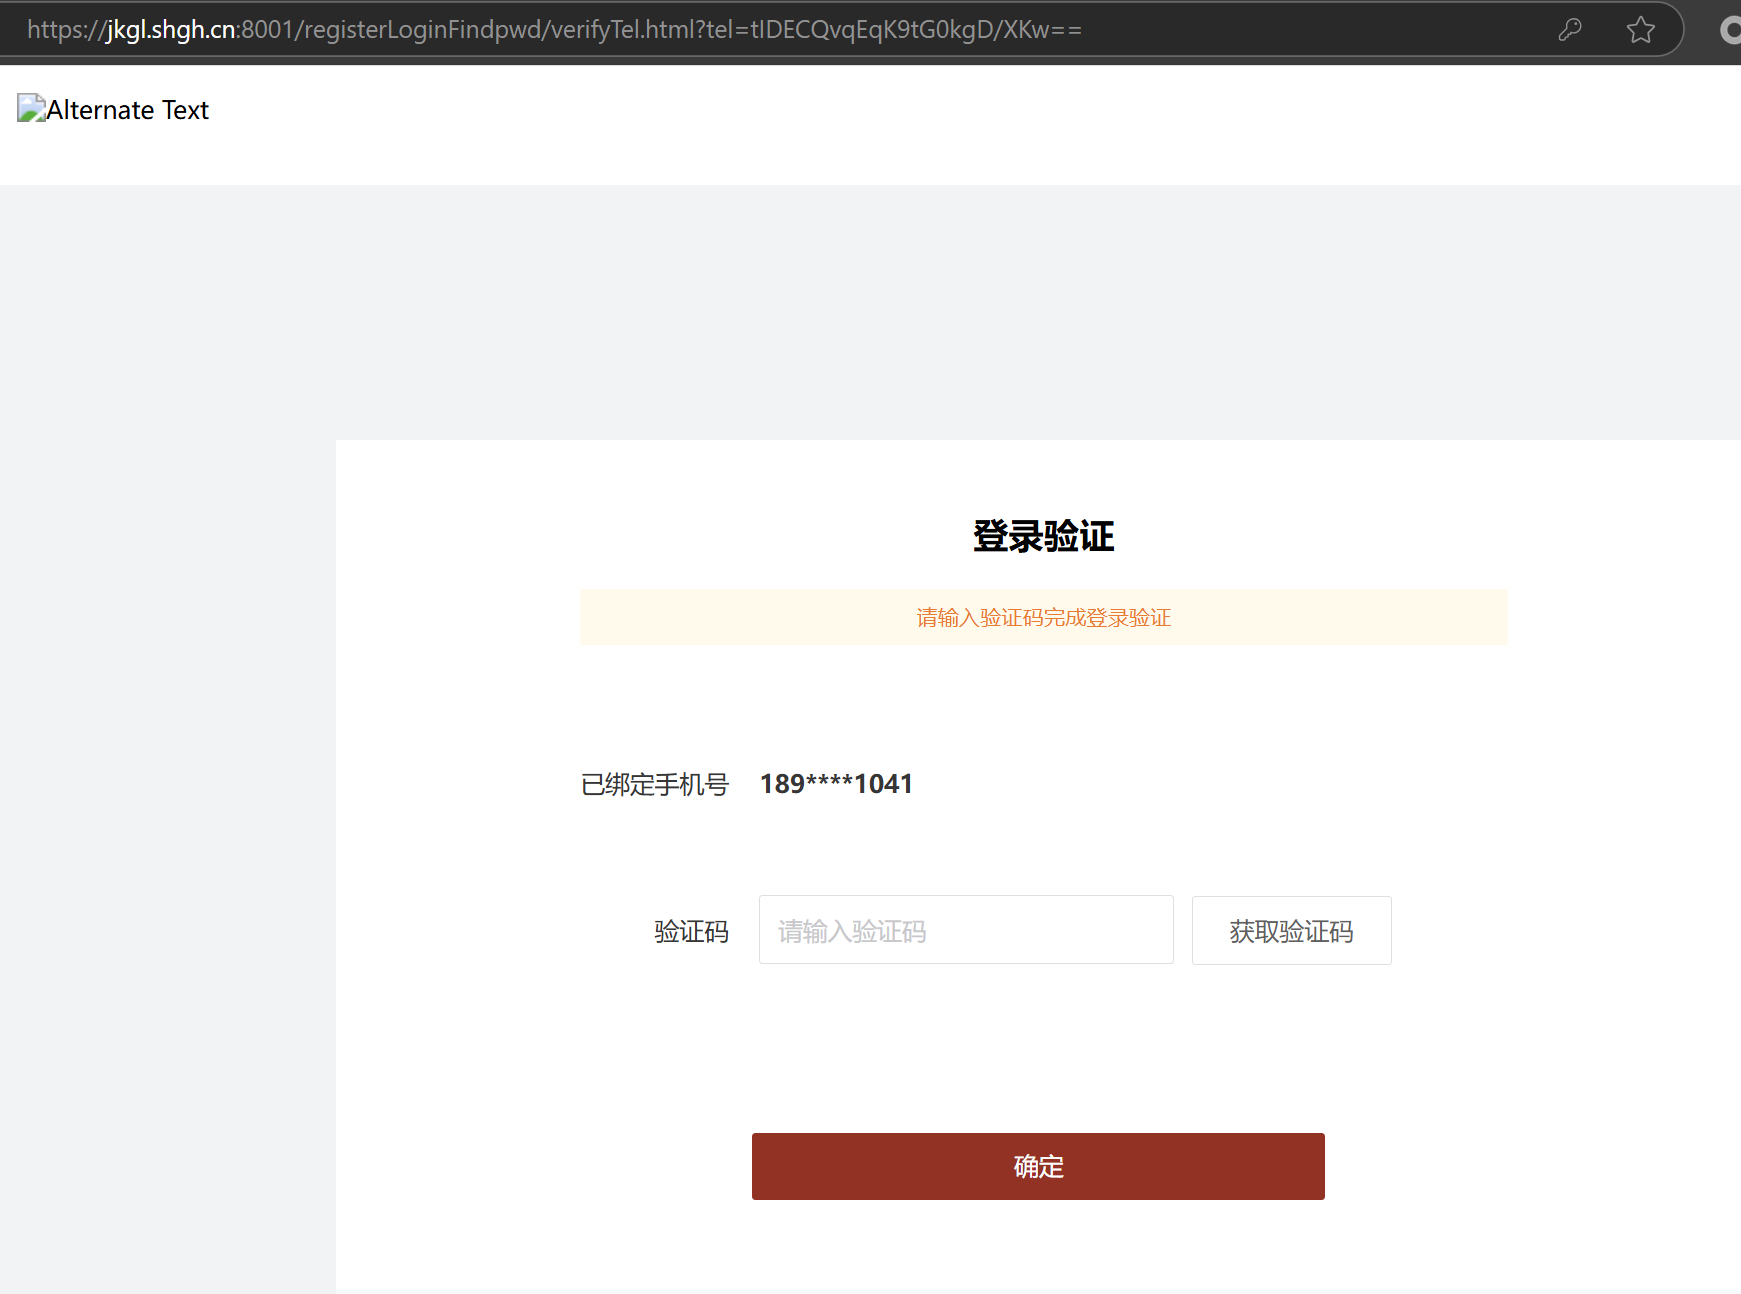 https://jkgl.shgh.cn:8001/registerLoginFindpwd/verifyTel.html?tel=tIDECQvqEqK9tG0kgD/XKw==
Alternate Text
登录验证
请输入验证码完成登录验证
已绑定手机号 189****1041
验证码 请输入验证码 获取验证码
确定